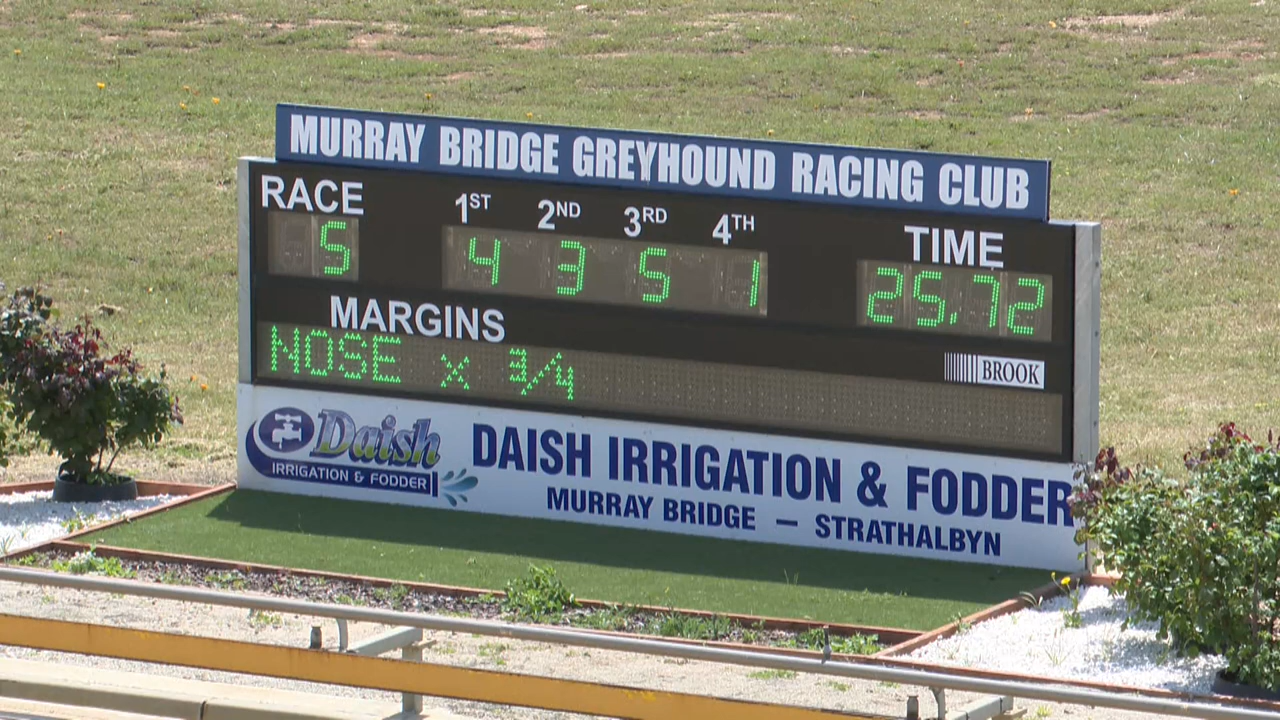 MURRAY BRIDGE GREYHOUND RACING CLUB
RACE 1ST 2ND 3RD 4TH TIME
5 4 3 5 1 25.72
MARGINS
NOSE x ¾
BROOK
Daish
IRRIGATION & FODDER
DAISH IRRIGATION & FODDER
MURRAY BRIDGE – STRATHALBYN